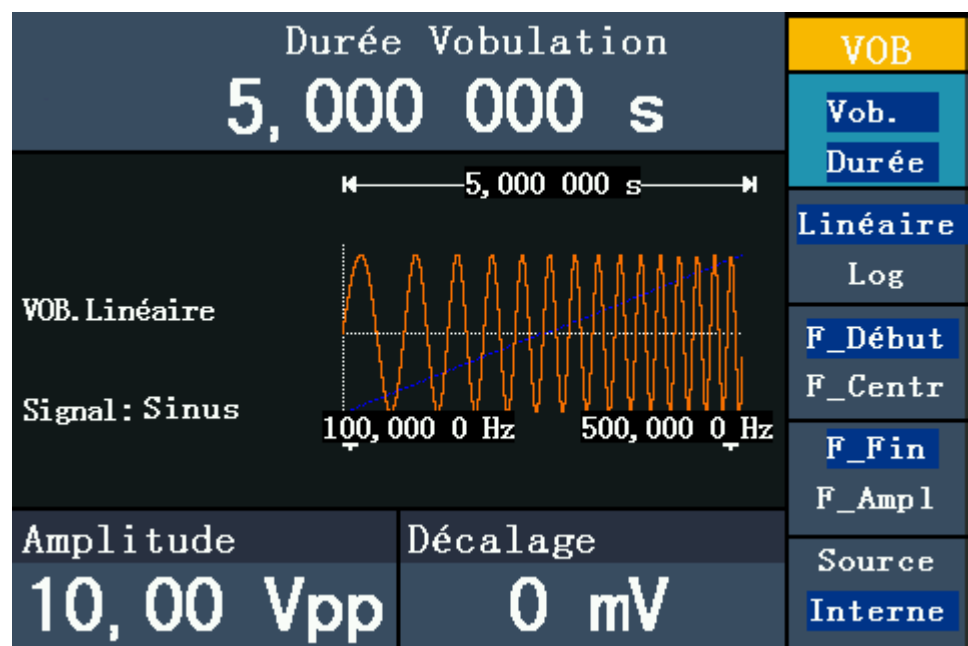 Durée Vobulation
5,000 000 s
5,000 000 s
VOB.Linéaire
Signal: Sinus
100,000 0 Hz
500,000 0 Hz
Amplitude
10,00 Vpp
Décalage
0 mV
VOB
Vob.
Durée
Linéaire
Log
F_Début
F_Centr
F_Fin
F_Ampl
Source
Interne